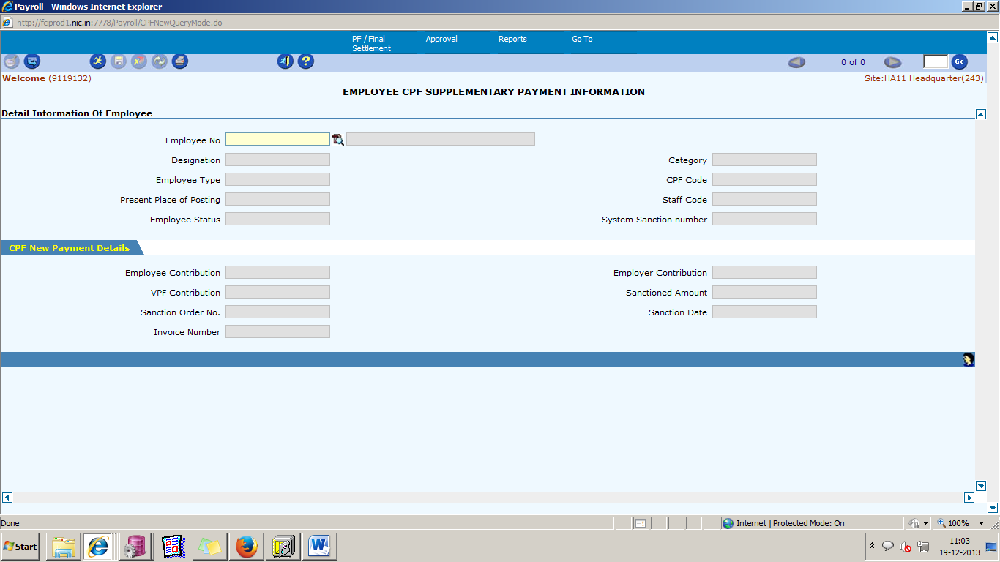 Payroll - Windows Internet Explorer
http://fciprod1.nic.in:7778/Payroll/CPFNewQueryMode.do
PF / Final Settlement
Approval
Reports
Go To
0 of 0
Go
Welcome (9119132)
Site:HA11 Headquarter(243)
EMPLOYEE CPF SUPPLEMENTARY PAYMENT INFORMATION
Detail Information Of Employee
Employee No
Designation
Category
Employee Type
CPF Code
Present Place of Posting
Staff Code
Employee Status
System Sanction number
CPF New Payment Details
Employee Contribution
Employer Contribution
VPF Contribution
Sanctioned Amount
Sanction Order No.
Sanction Date
Invoice Number
Done
Internet | Protected Mode: On
100%
Start
11:03
19-12-2013